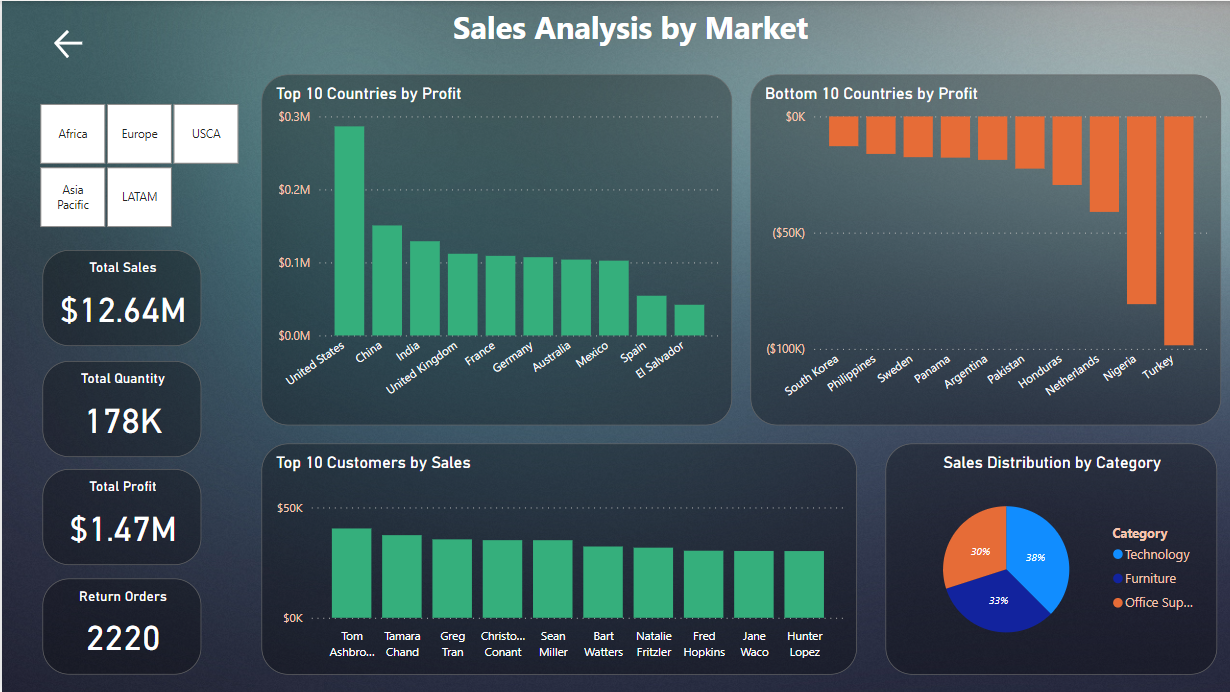 Sales Analysis by Market
Africa
Europe
USCA
Asia
Pacific
LATAM
Total Sales
$12.64M
Total Quantity
178K
Total Profit
$1.47M
Return Orders
2220
Top 10 Countries by Profit
$0.3M
$0.2M
$0.1M
$0.0M
United States
China
India
United Kingdom
France
Germany
Australia
Mexico
Spain
El Salvador
Bottom 10 Countries by Profit
$0K
($50K)
($100K)
South Korea
Philippines
Sweden
Panama
Argentina
Pakistan
Honduras
Netherlands
Nigeria
Turkey
Top 10 Customers by Sales
$50K
$0K
Tom
Ashbro...
Tamara
Chand
Greg
Tran
Christo...
Conant
Sean
Miller
Bart
Watters
Natalie
Fritzler
Fred
Hopkins
Jane
Waco
Hunter
Lopez
Sales Distribution by Category
30%
38%
33%
Category
Technology
Furniture
Office Sup...